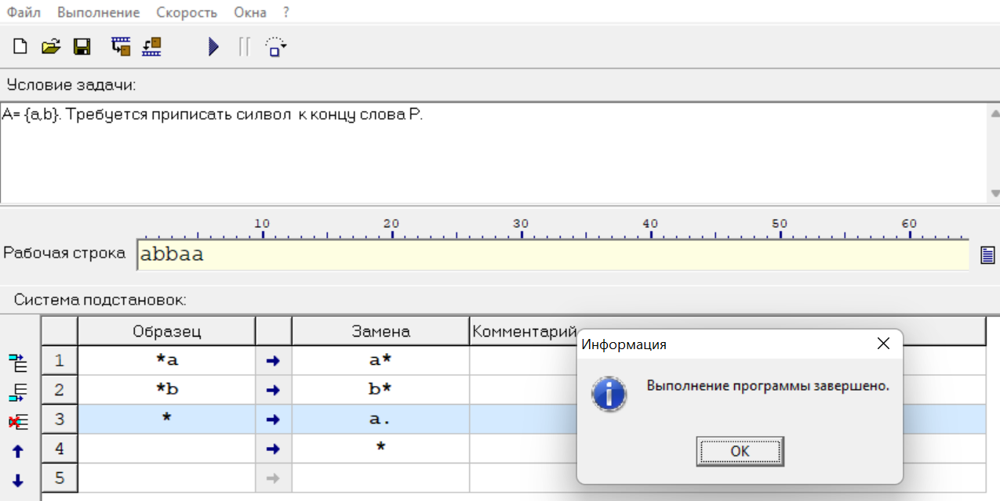 Файл Выполнение Скорость Окна ?
Условие задачи:
A= {a,b}. Требуется приписать силвол к концу слова P.
10 20 30 40 50 60
Рабочая строка abbaa
Система подстановок:
Образец Замена Комментарий
1 *a → a*
2 *b → b*
3 * → a.
4 → *
5 →
Информация
Выполнение программы завершено.
OK